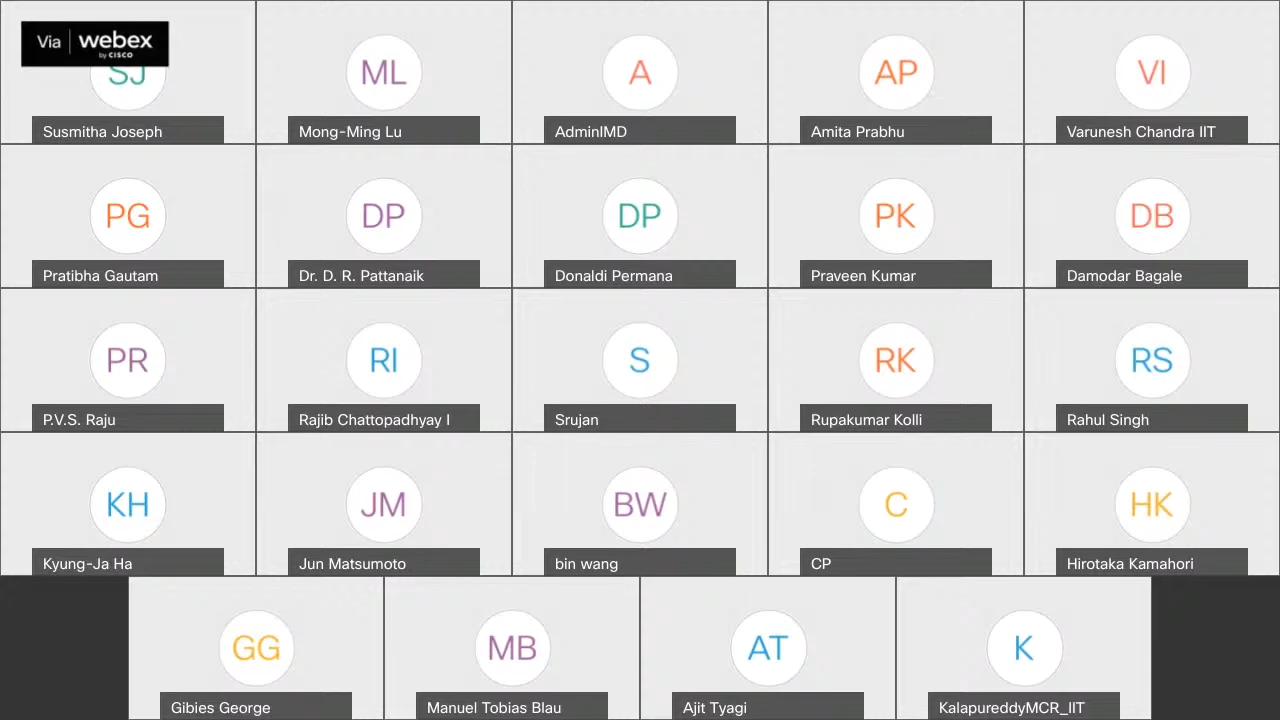 Via webex
by CISCO
SJ ML A AP VI
Susmitha Joseph Mong-Ming Lu AdminIMD Amita Prabhu Varunesh Chandra IIT
PG DP DP PK DB
Pratibha Gautam Dr. D. R. Pattanaik Donaldi Permana Praveen Kumar Damodar Bagale
PR RI S RK RS
P.V.S. Raju Rajib Chattopadhyay I Srujan Rupakumar Kolli Rahul Singh
KH JM BW C HK
Kyung-Ja Ha Jun Matsumoto bin wang CP Hirotaka Kamahori
GG MB AT K
Gibies George Manuel Tobias Blau Ajit Tyagi KalapureddyMCR_IIT